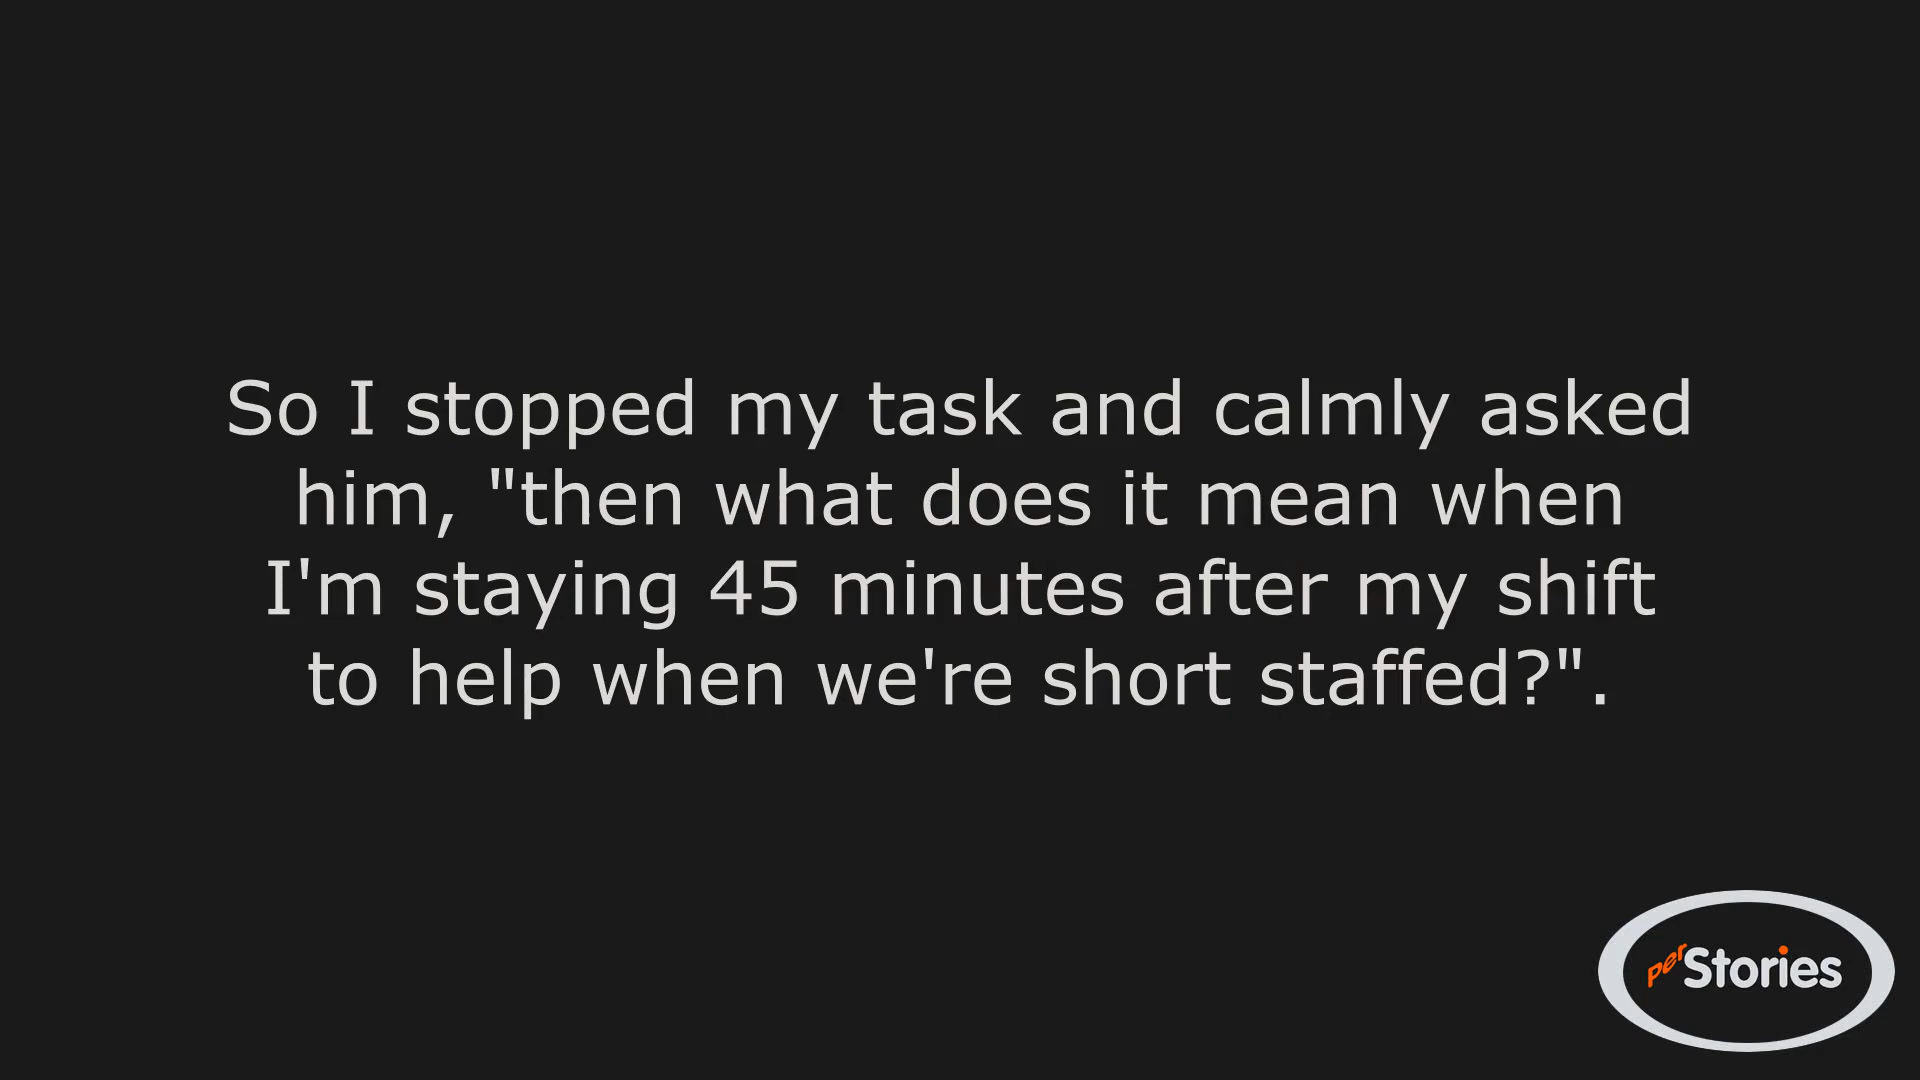 So I stopped my task and calmly asked
him, "then what does it mean when
I'm staying 45 minutes after my shift
to help when we're short staffed?".
perStories